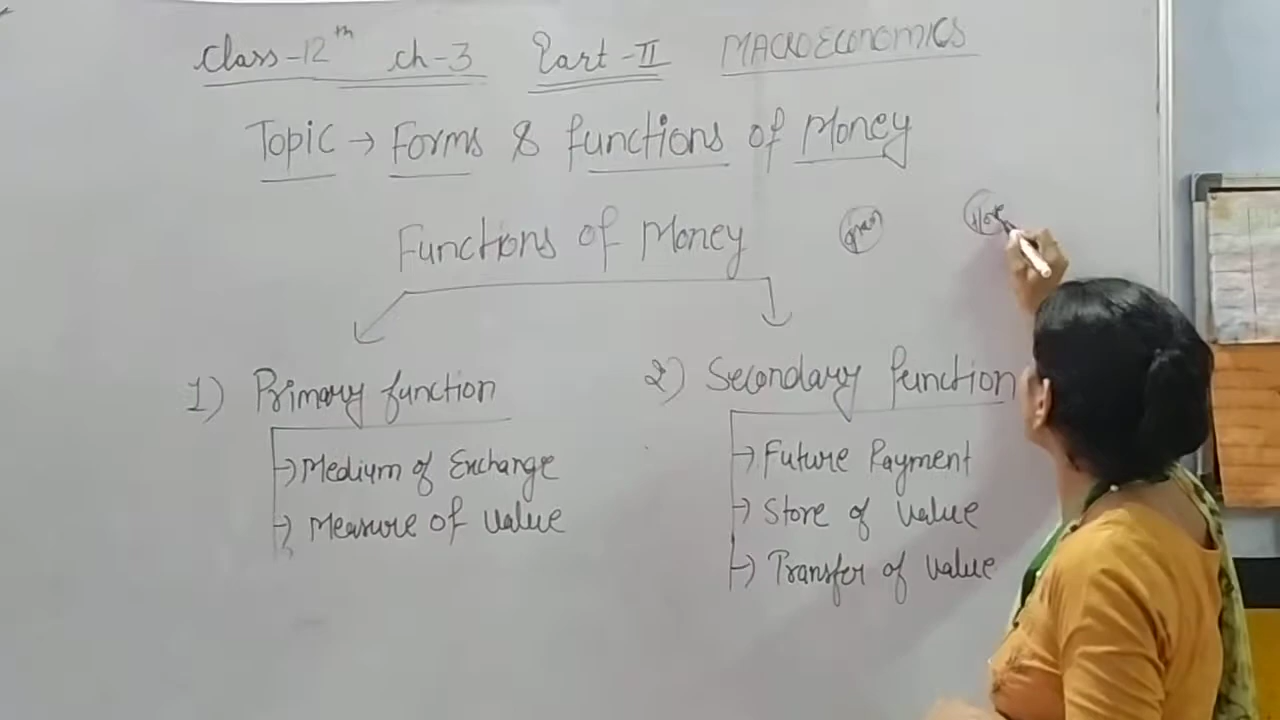 Class-12th ch-3 Part-II MACROECONOMICS
Topic → Forms & functions of Money
Functions of Money
1) Primary function
→ Medium of Exchange
→ Measure of Value
2) Secondary function
→ Future Payment
→ Store of Value
→ Transfer of Value